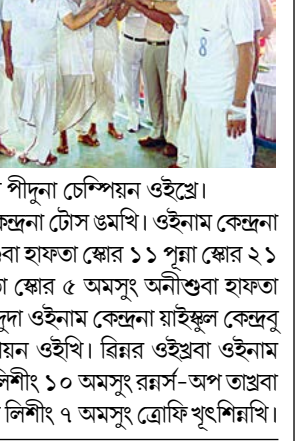 8
পীদুনা চেম্পিয়ন ওইখ্রে।
কেন্দ্রনা টোস ঙমখি। ওইনাম কেন্দ্রনা
হাফতা স্কোর ১১ পুন্না স্কোর ২১
স্কোর ৫ অমসুং অনীশুবা হাফতা
ওইনাম কেন্দ্রনা য়াইস্কুল কেন্দ্রবু
ওইখি। ৱিন্নর ওইখ্রবা ওইনাম
লিশীং ১০ অমসুং রন্নর্স-অপ তাখ্রবা
লিশীং ৭ অমসুং ত্রোফি খূৎশিন্নখি।